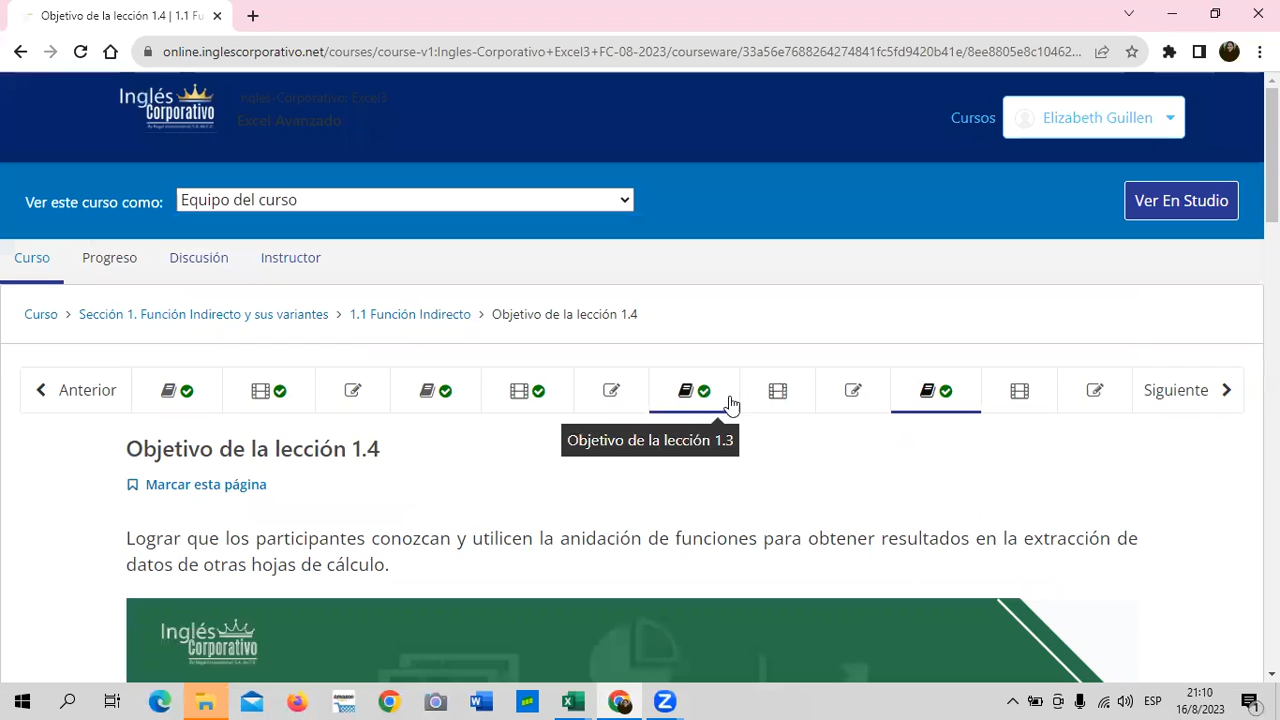 Objetivo de la lección 1.4 | 1.1 Fu
online.inglescorporativo.net/courses/course-v1:Ingles-Corporativo+Excel3+FC-08-2023/courseware/33a56e7688264274841fc5fd9420b41e/8ee8805e8c10462...
Inglés
Corporativo
Ingles-Corporativo: Excel3
Excel Avanzado
Cursos
Elizabeth Guillen
Ver este curso como:
Equipo del curso
Ver En Studio
Curso
Progreso
Discusión
Instructor
Curso > Sección 1. Función Indirecto y sus variantes > 1.1 Función Indirecto > Objetivo de la lección 1.4
Anterior
Siguiente
Objetivo de la lección 1.3
Objetivo de la lección 1.4
Marcar esta página
Lograr que los participantes conozcan y utilicen la anidación de funciones para obtener resultados en la extracción de
datos de otras hojas de cálculo.
Inglés
Corporativo
ESP
21:10
16/8/2023